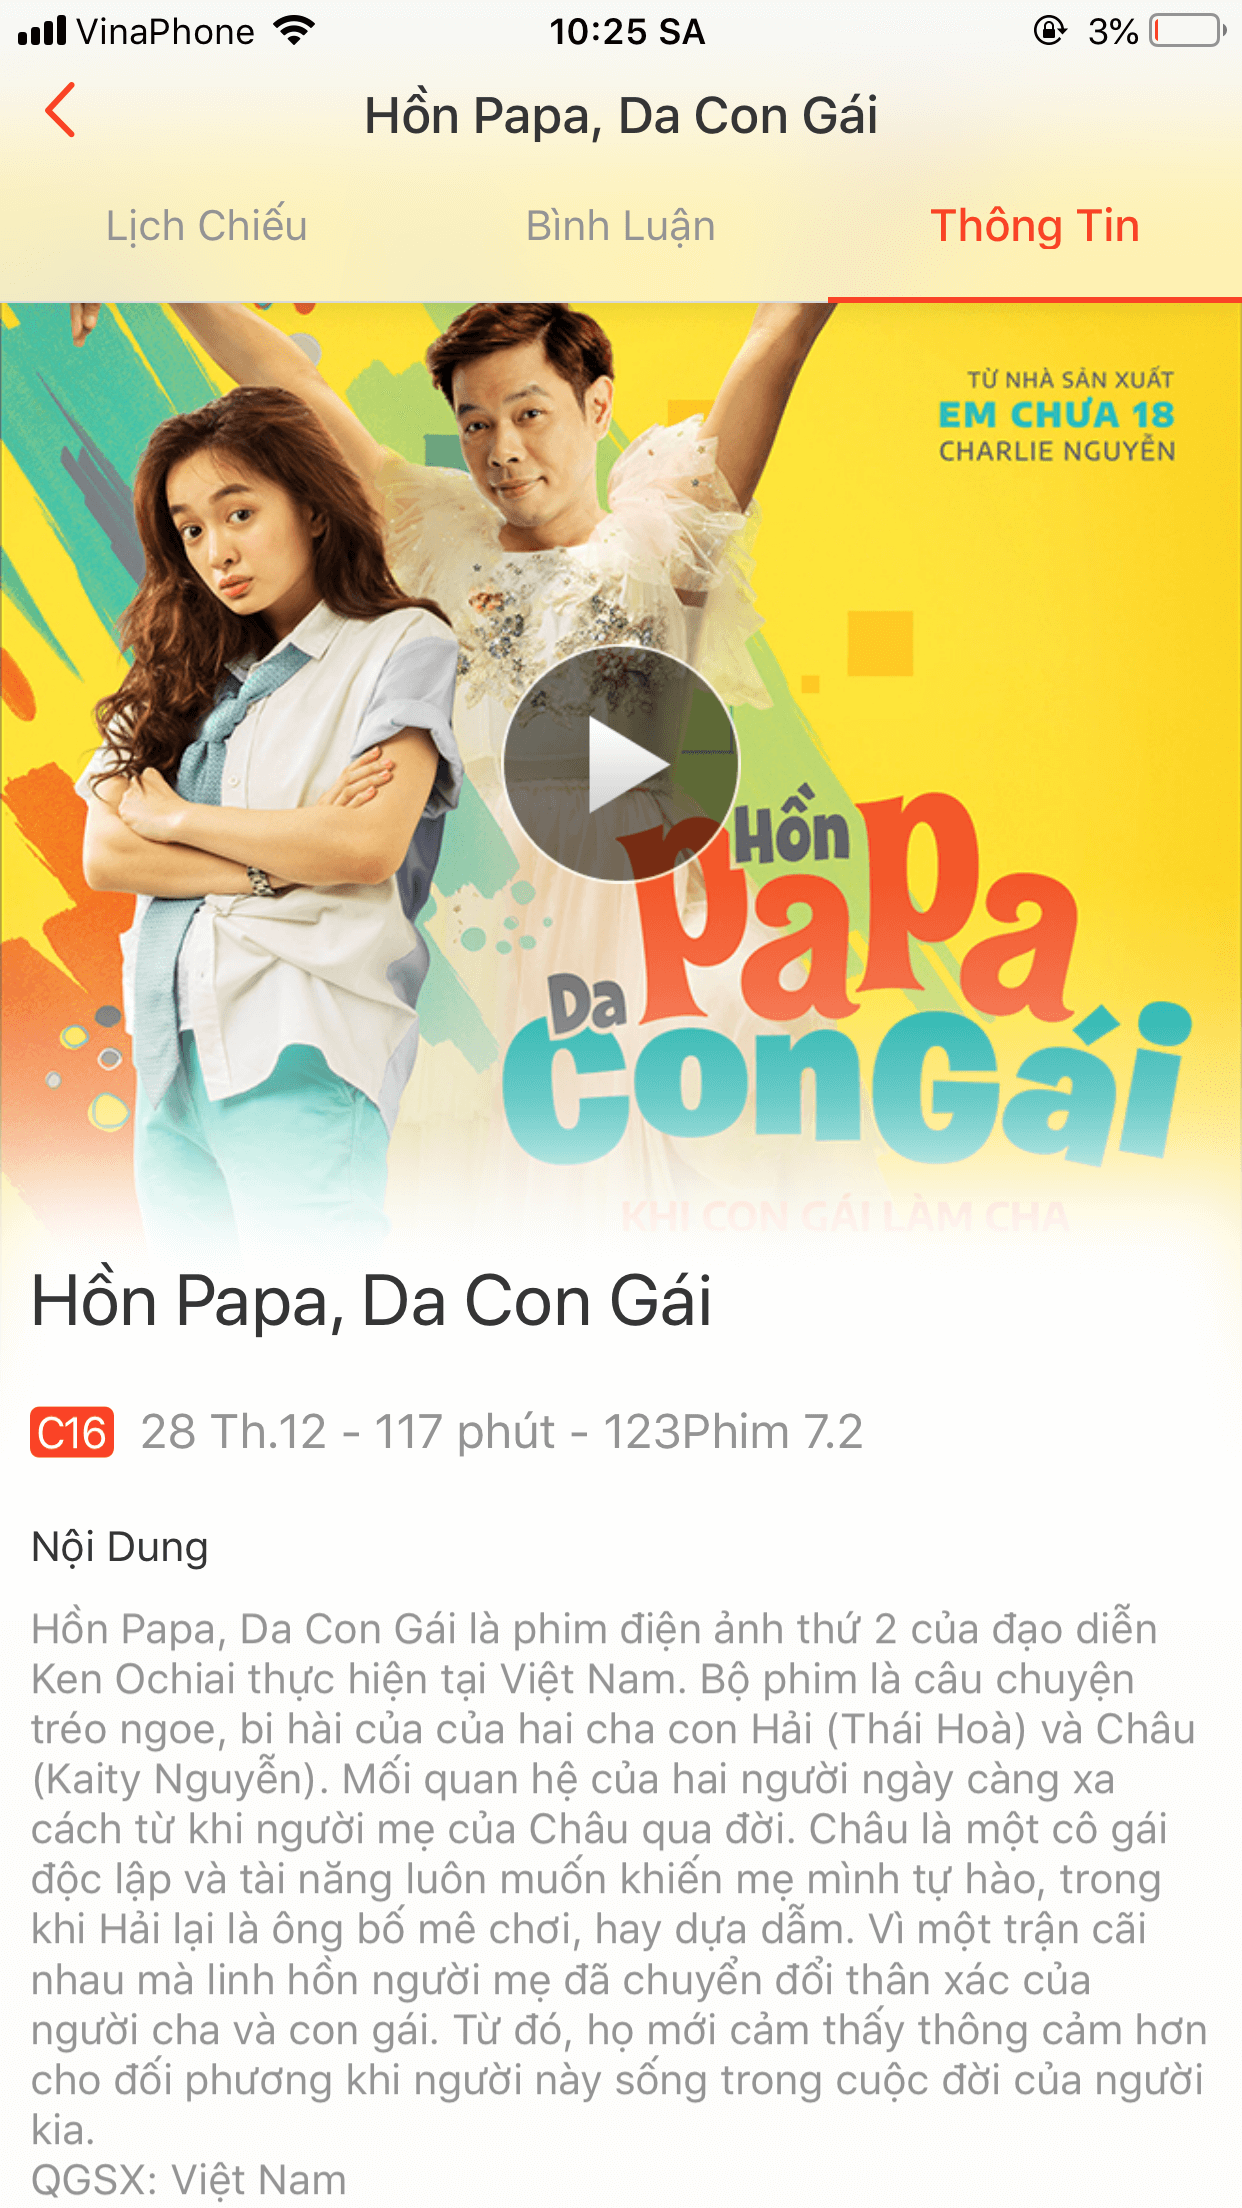 VinaPhone 10:25 SA 3%
Hồn Papa, Da Con Gái
Lịch Chiếu Bình Luận Thông Tin
TỪ NHÀ SẢN XUẤT
EM CHƯA 18
CHARLIE NGUYỄN
Hồn
PaPa
Da
Con Gái
KHI CON GÁI LÀM CHA
Hồn Papa, Da Con Gái
C16 28 Th.12 - 117 phút - 123Phim 7.2
Nội Dung
Hồn Papa, Da Con Gái là phim điện ảnh thứ 2 của đạo diễn
Ken Ochiai thực hiện tại Việt Nam. Bộ phim là câu chuyện
tréo ngoe, bi hài của của hai cha con Hải (Thái Hoà) và Châu
(Kaity Nguyễn). Mối quan hệ của hai người ngày càng xa
cách từ khi người mẹ của Châu qua đời. Châu là một cô gái
độc lập và tài năng luôn muốn khiến mẹ mình tự hào, trong
khi Hải lại là ông bố mê chơi, hay dựa dẫm. Vì một trận cãi
nhau mà linh hồn người mẹ đã chuyển đổi thân xác của
người cha và con gái. Từ đó, họ mới cảm thấy thông cảm hơn
cho đối phương khi người này sống trong cuộc đời của người
kia.
QGSX: Việt Nam